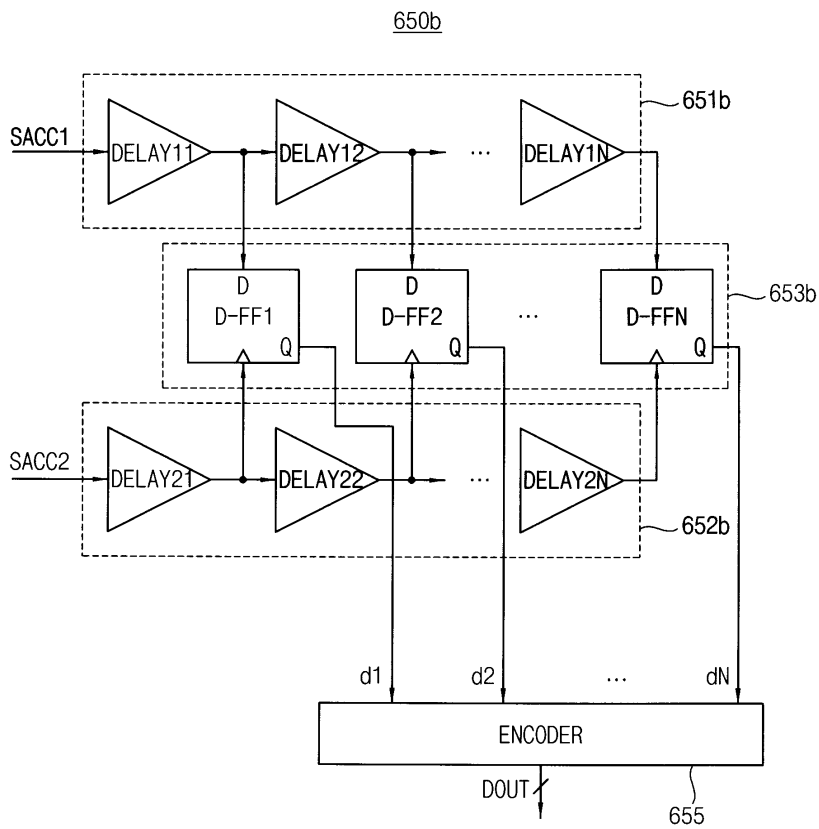 650b
651b
SACC1
DELAY11 DELAY12 ... DELAY1N
653b
D D D
D-FF1 D-FF2 ... D-FFN
Q Q Q
SACC2
DELAY21 DELAY22 ... DELAY2N
652b
d1 d2 ... dN
ENCODER
DOUT
655